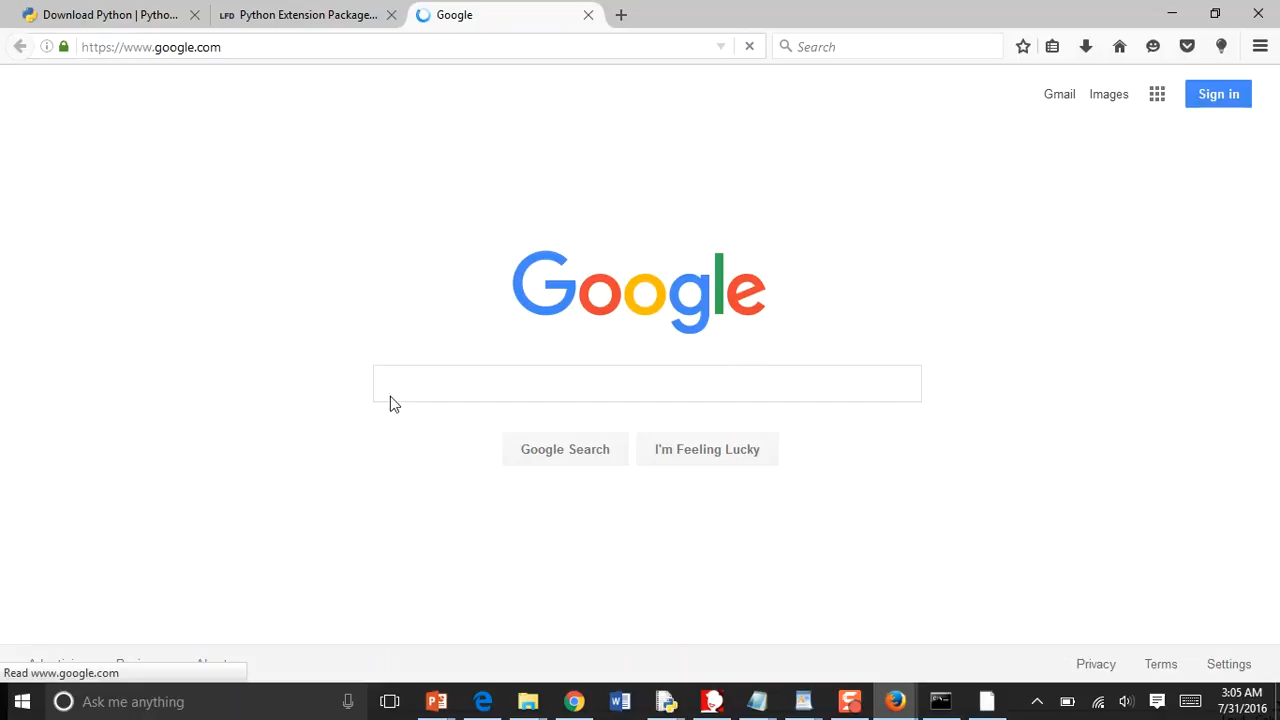 Download Python | Pytho...
LFD Python Extension Package...
Google
https://www.google.com
Search
Gmail Images
Sign in
Google
Google Search
I'm Feeling Lucky
Read www.google.com
Privacy Terms Settings
Ask me anything
3:05 AM
7/31/2016